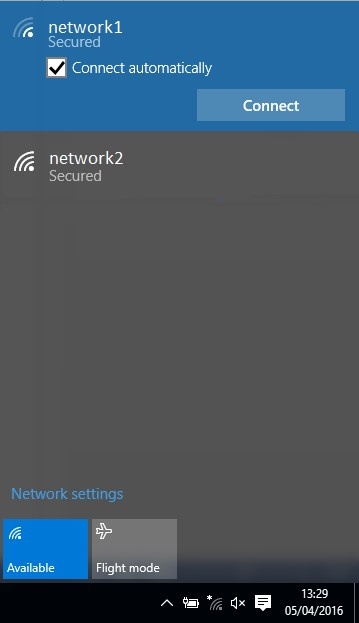 network1
Secured
Connect automatically
Connect
network2
Secured
Network settings
Available
Flight mode
13:29
05/04/2016